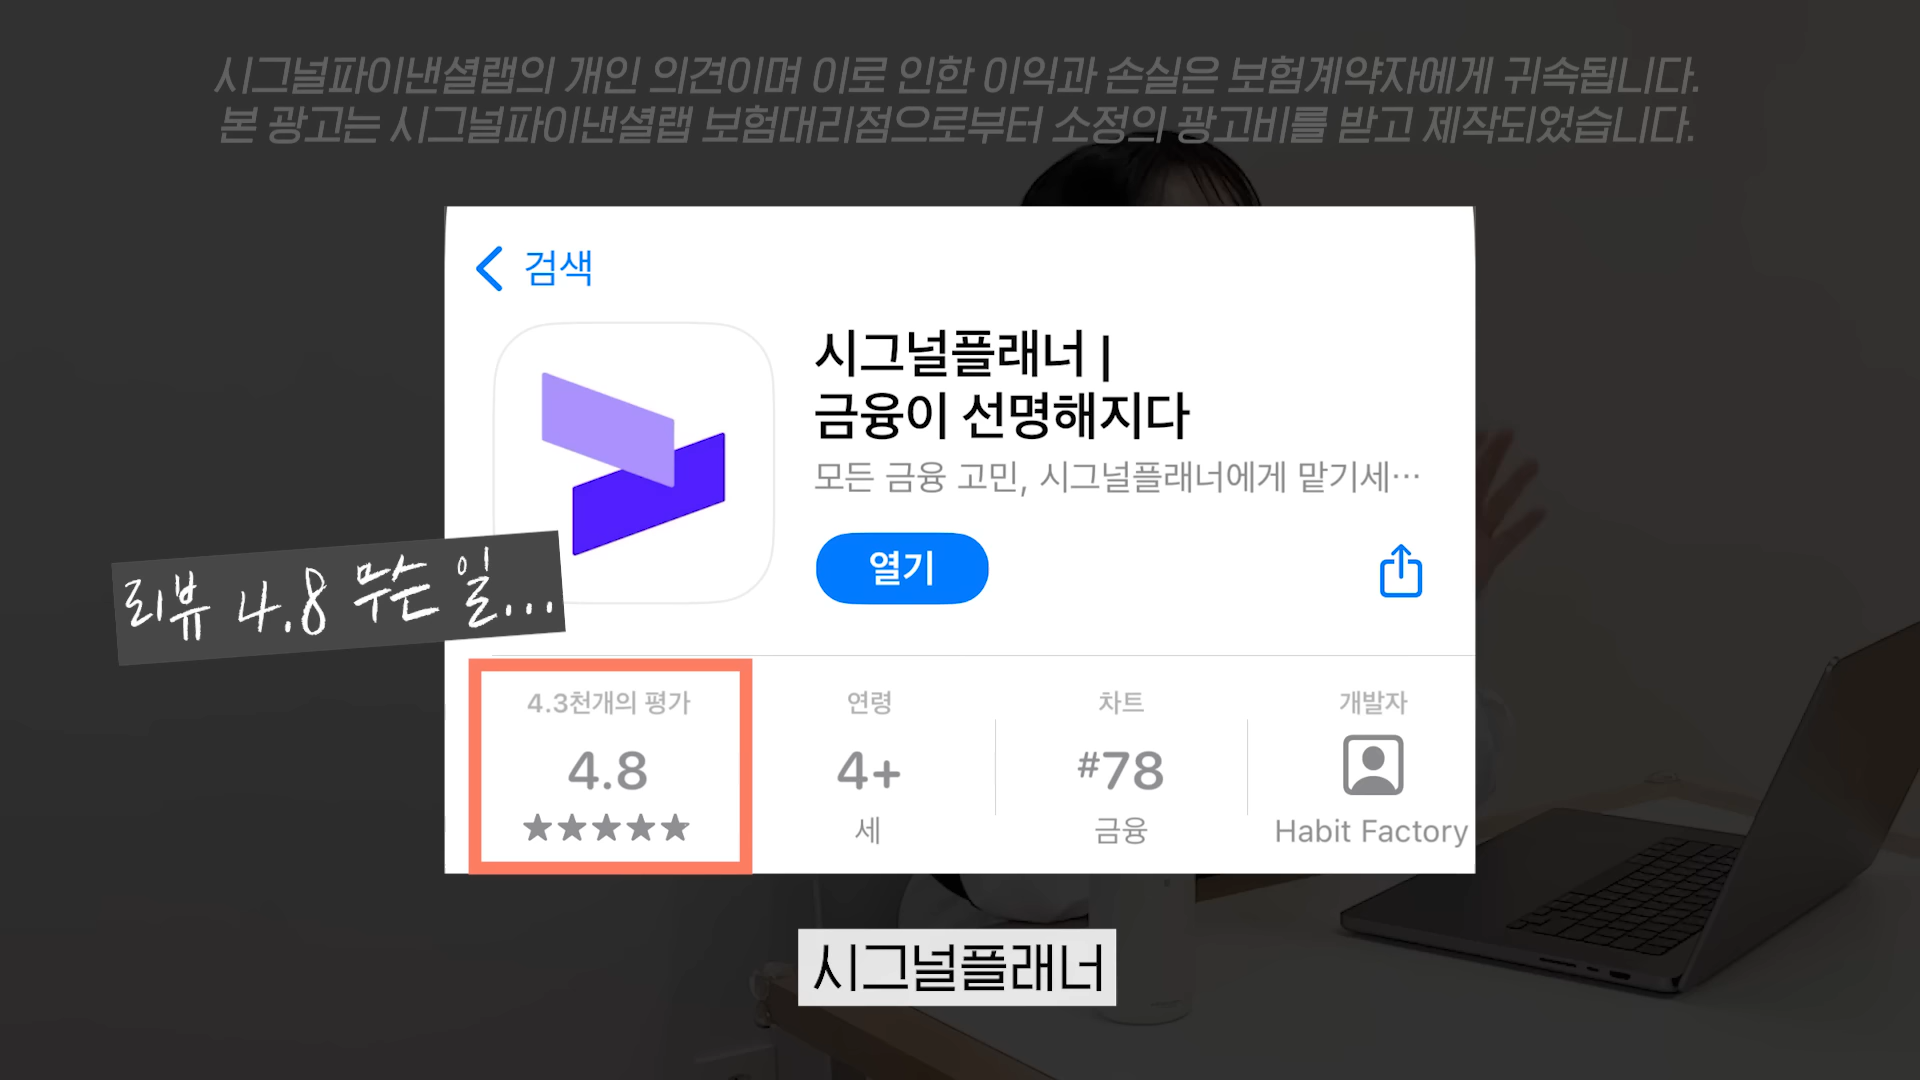 시그널파이낸셜랩의 개인 의견이며 이로 인한 이익과 손실은 보험계약자에게 귀속됩니다.
본 광고는 시그널파이낸셜랩 보험대리점으로부터 소정의 광고비를 받고 제작되었습니다.
검색
시그널플래너 |
금융이 선명해지다
모든 금융 고민, 시그널플래너에게 맡기세…
열기
리뷰 4.8 무슨 일...
4.3천개의 평가
4.8
연령
4+
세
차트
#78
금융
개발자
Habit Factory
시그널플래너